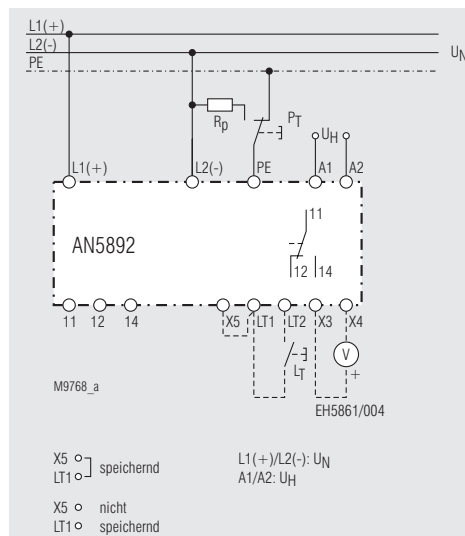 L1(+)
L2(-)
UN
PE
Rp
PT
UH
L1(+) L2(-) PE A1 A2
AN5892
11
12 14
11 12 14 X5 LT1 LT2 X3 X4
LT
V
+
M9768_a
EH5861/004
X5
LT1 speichernd
L1(+)/L2(-): UN
A1/A2: UH
X5 nicht
LT1 speichernd